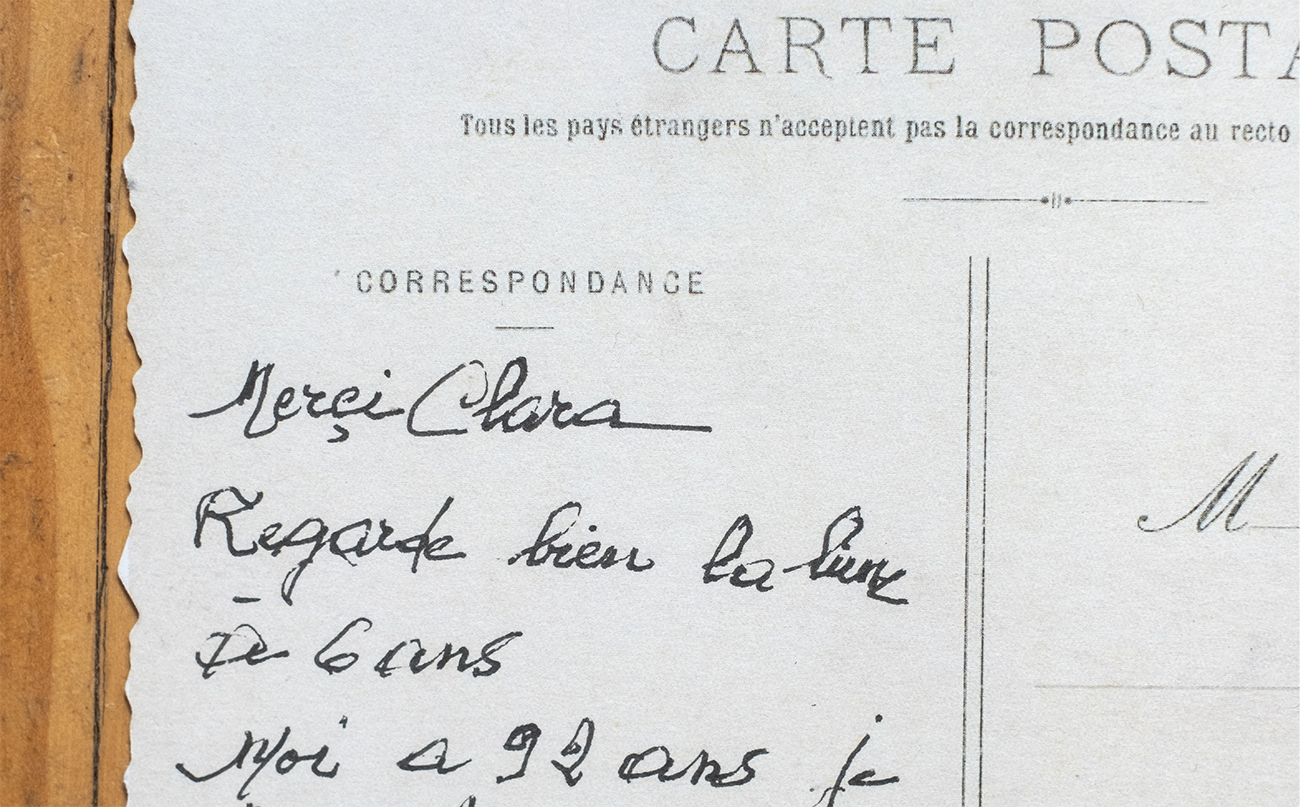 CARTE POSTA
Tous les pays étrangers n'acceptent pas la correspondance au recto
CORRESPONDANCE
Merçi Clara
Regarde bien la lune
De 6 ans
Moi a 92 ans je
M